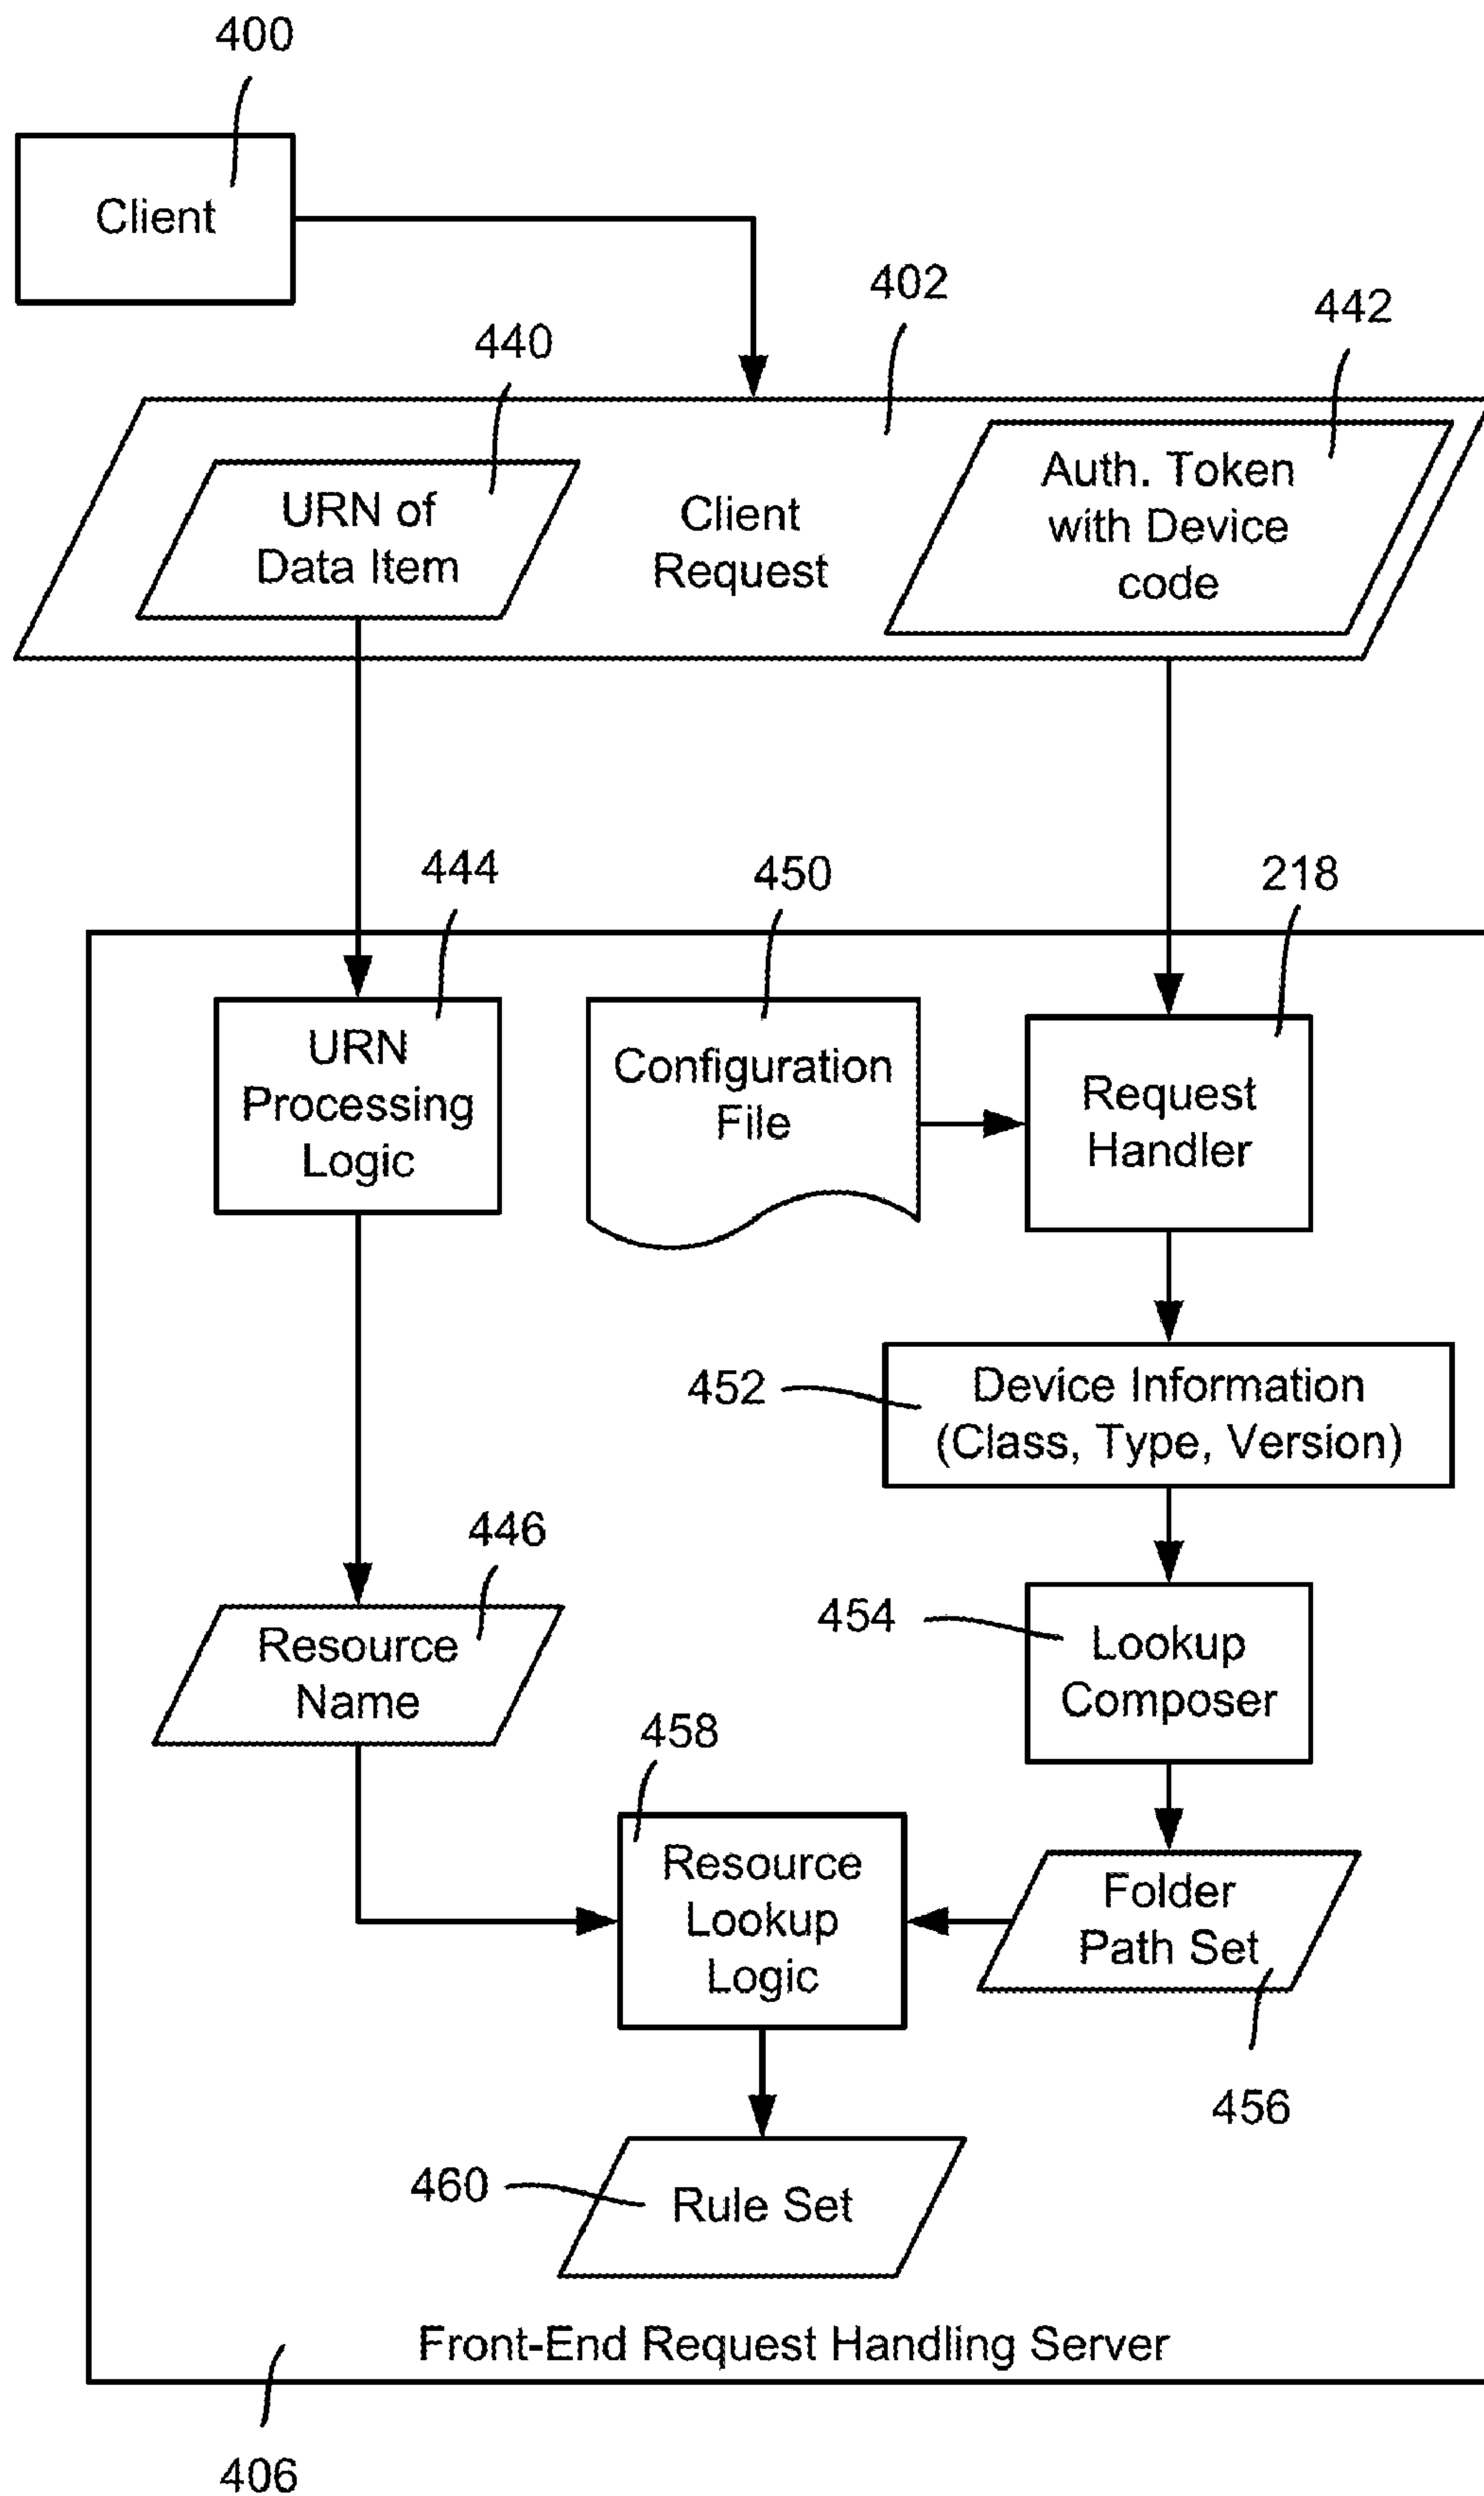 400
Client
402
442
440
URN of
Data Item
Client
Request
Auth. Token
with Device
code
444
450
218
URN
Processing
Logic
Configuration
File
Request
Handler
452
Device Information
(Class, Type, Version)
446
Resource
Name
454
Lookup
Composer
458
Resource
Lookup
Logic
Folder
Path Set
456
460
Rule Set
Front-End Request Handling Server
406